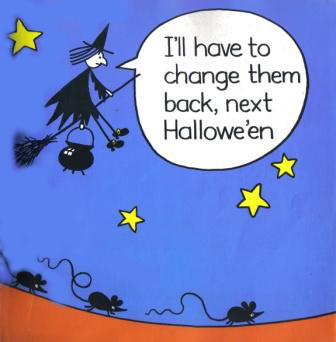 I'll have to
change them
back, next
Hallowe'en